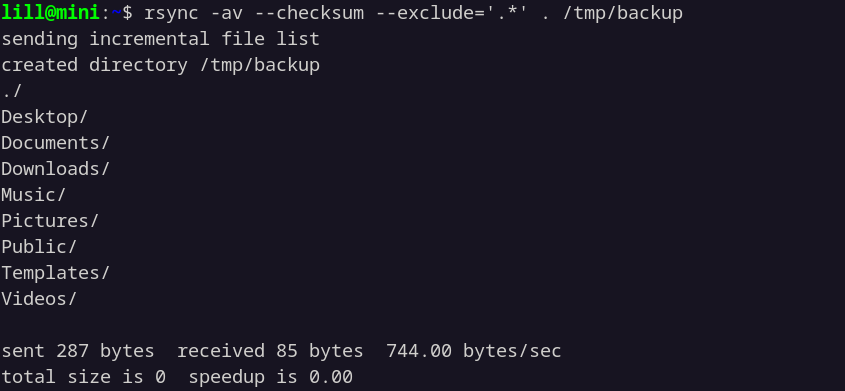 lill@mini:~$ rsync -av --checksum --exclude='.*' . /tmp/backup
sending incremental file list
created directory /tmp/backup
./
Desktop/
Documents/
Downloads/
Music/
Pictures/
Public/
Templates/
Videos/

sent 287 bytes  received 85 bytes  744.00 bytes/sec
total size is 0  speedup is 0.00